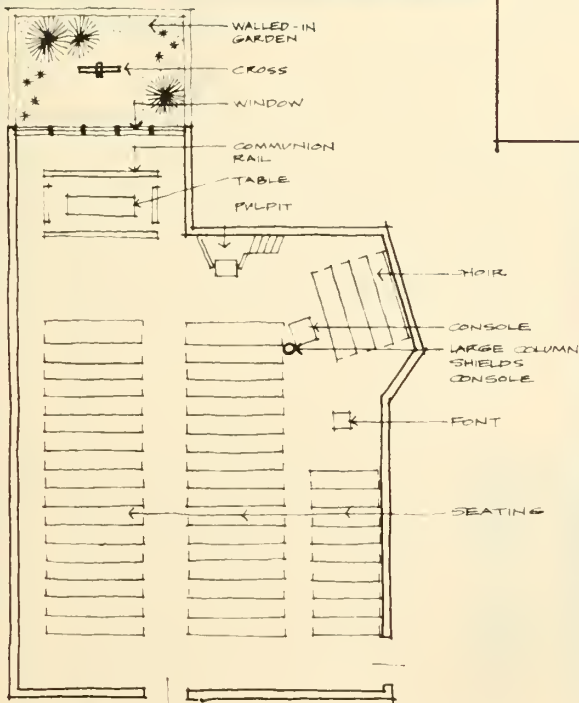 WALLED-IN
GARDEN
CROSS
WINDOW
COMMUNION
RAIL
TABLE
PULPIT
CHOIR
CONSOLE
LARGE COLUMN
SHIELDS
CONSOLE
FONT
SEATING